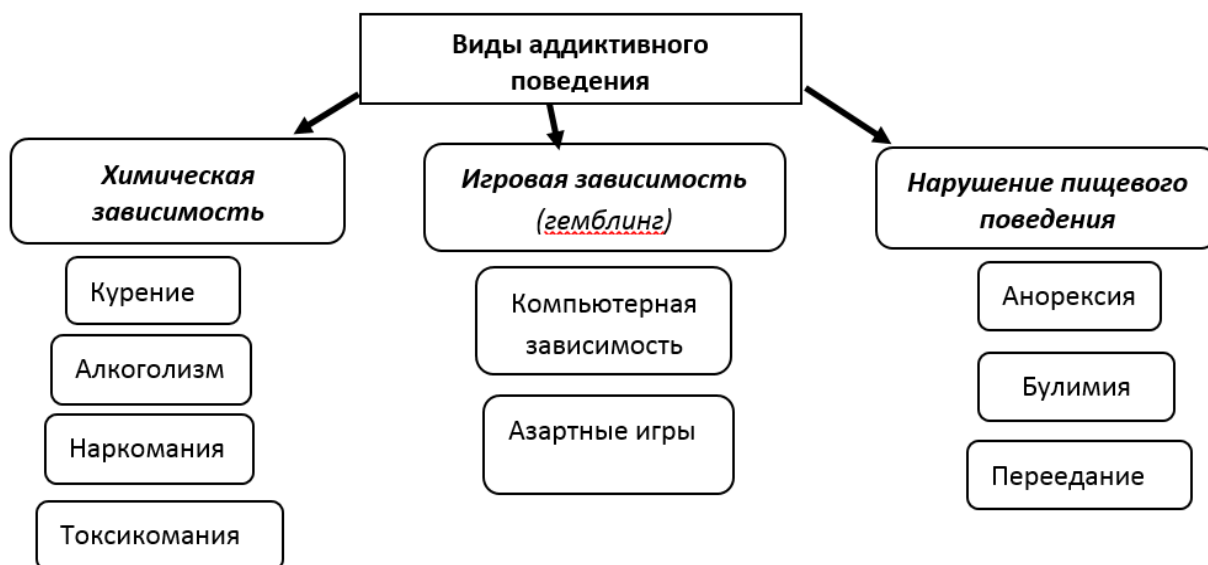 Виды аддиктивного
поведения
Химическая
зависимость
Курение
Алкоголизм
Наркомания
Токсикомания
Игровая зависимость
(гемблинг)
Компьютерная
зависимость
Азартные игры
Нарушение пищевого
поведения
Анорексия
Булимия
Переедание